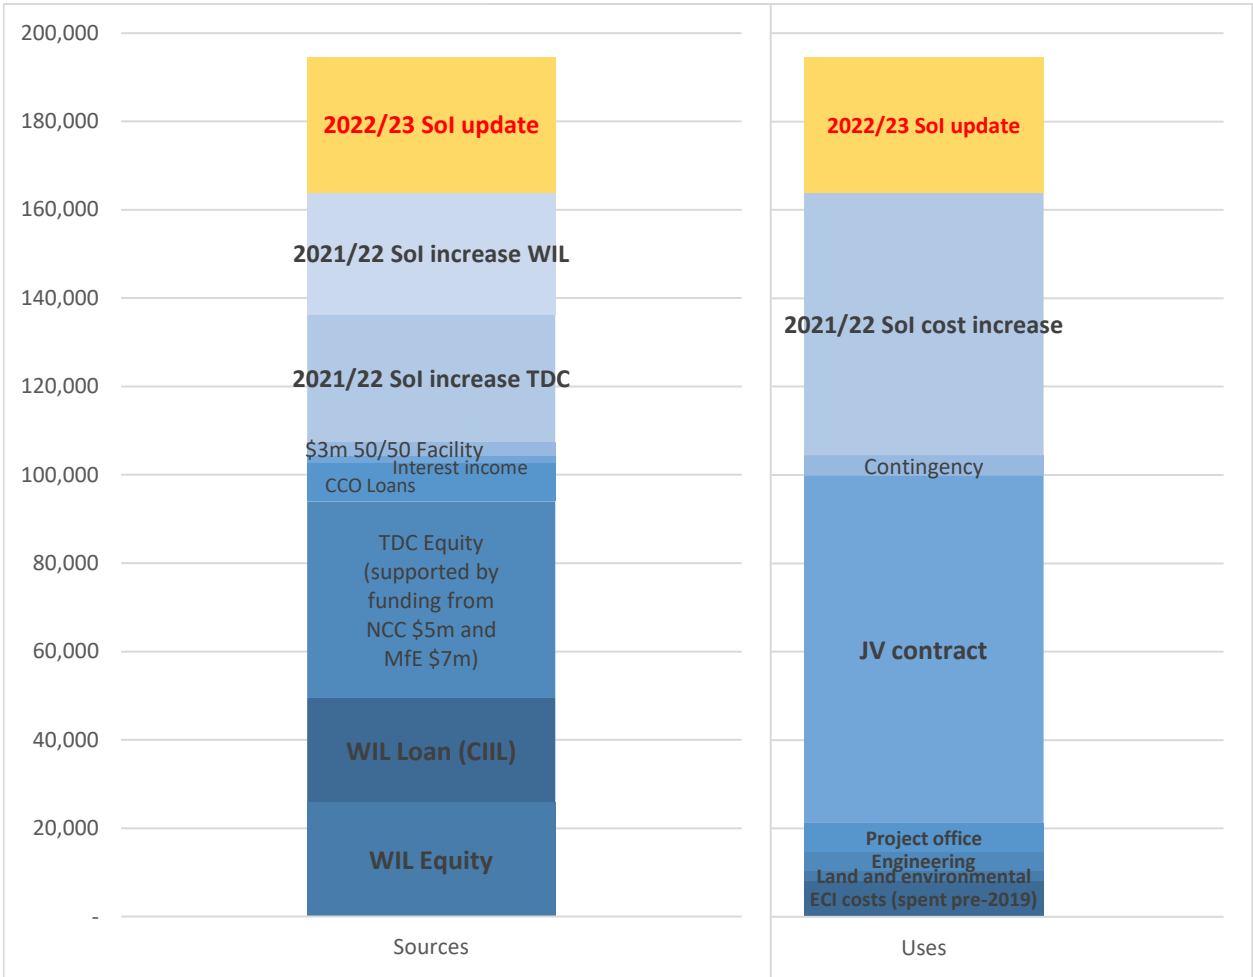 200,000
180,000
160,000
140,000
120,000
100,000
80,000
60,000
40,000
20,000
-
2022/23 SoI update
2021/22 SoI increase WIL
2021/22 SoI increase TDC
$3m 50/50 Facility
Interest income
CCO Loans
TDC Equity
(supported by
funding from
NCC $5m and
MfE $7m)
WIL Loan (CIIL)
WIL Equity
Sources
2022/23 SoI update
2021/22 SoI cost increase
Contingency
JV contract
Project office
Engineering
Land and environmental
ECI costs (spent pre-2019)
Uses